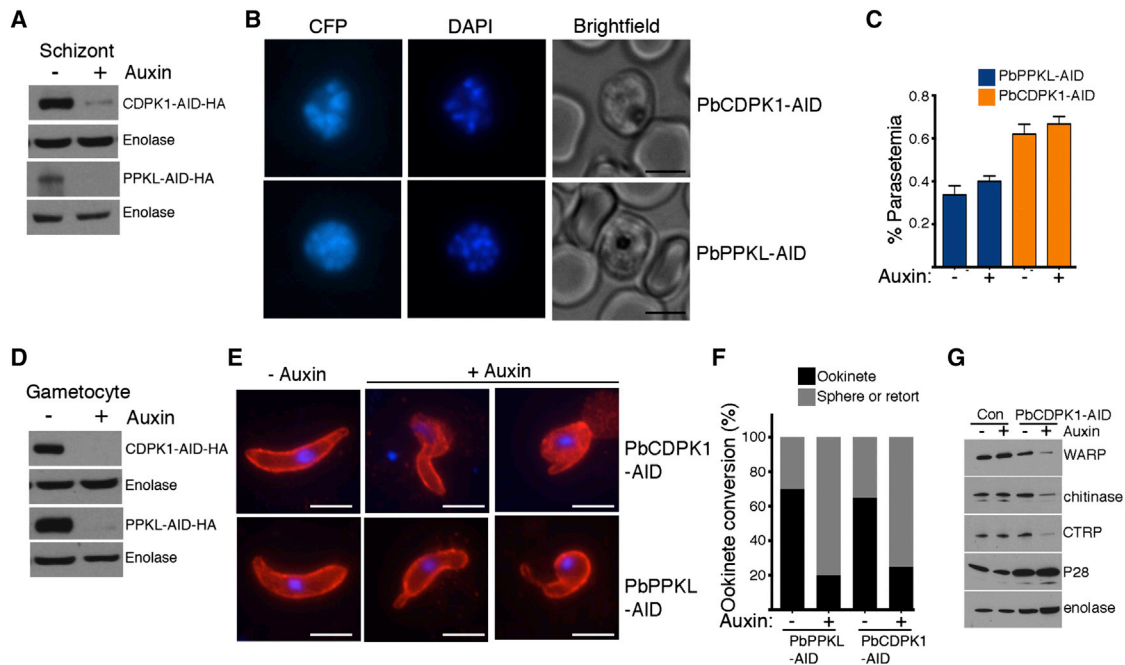 A
Schizont
- + Auxin
CDPK1-AID-HA
Enolase
PPKL-AID-HA
Enolase
B
CFP DAPI Brightfield
PbCDPK1-AID
PbPPKL-AID
C
PbPPKL-AID
PbCDPK1-AID
% Parasetemia
0.8
0.6
0.4
0.2
Auxin: - + - +
D
Gametocyte
- + Auxin
CDPK1-AID-HA
Enolase
PPKL-AID-HA
Enolase
E
- Auxin + Auxin
PbCDPK1
-AID
PbPPKL
-AID
F
Ookinete
Sphere or retort
Ookinete conversion (%)
100
80
60
40
20
Auxin: - + - +
PbPPKL PbCDPK1
-AID -AID
G
Con PbCDPK1-AID
- + - + Auxin
WARP
chitinase
CTRP
P28
enolase